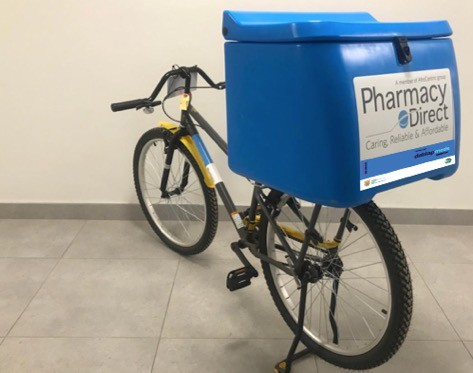 A member of AfroCentric group
Pharmacy
Direct
Caring, Reliable & Affordable